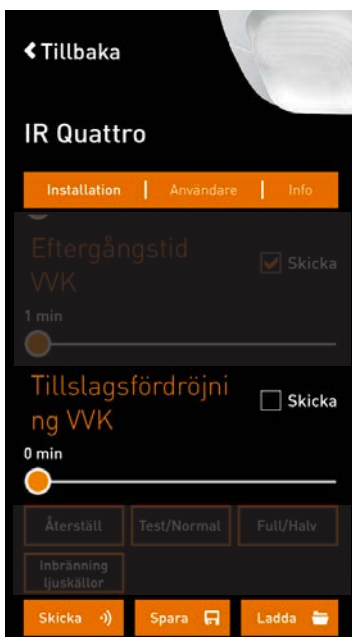 Tillbaka
IR Quattro
Installation | Användare | Info
Eftergångstid
VVK
Skicka
1 min
Tillslagsfördröjni
ng VVK
Skicka
0 min
Återställ
Test/Normal
Full/Halv
Inbränning
ljuskällor
Skicka
Spara
Ladda